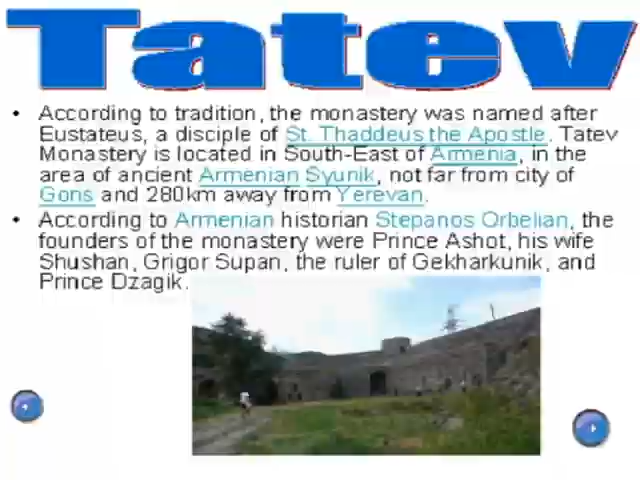 Tatev
• According to tradition, the monastery was named after
Eustateus, a disciple of St. Thaddeus the Apostle. Tatev
Monastery is located in South-East of Armenia, in the
area of ancient Armenian Syunik, not far from city of
Gons and 280km away from Yerevan.
• According to Armenian historian Stepanos Orbelian, the
founders of the monastery were Prince Ashot, his wife
Shushan, Grigor Supan, the ruler of Gekharkunik, and
Prince Dzagik.